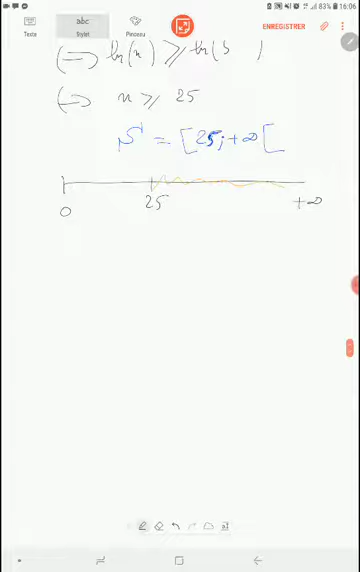 83% 16:06
Texte
abc
Stylet
Pinceau
ENREGISTRER
⟺ ln(x) ⩾ ln(5 )
⟺ x ⩾ 25
S = [25; +∞[
0 25 +∞